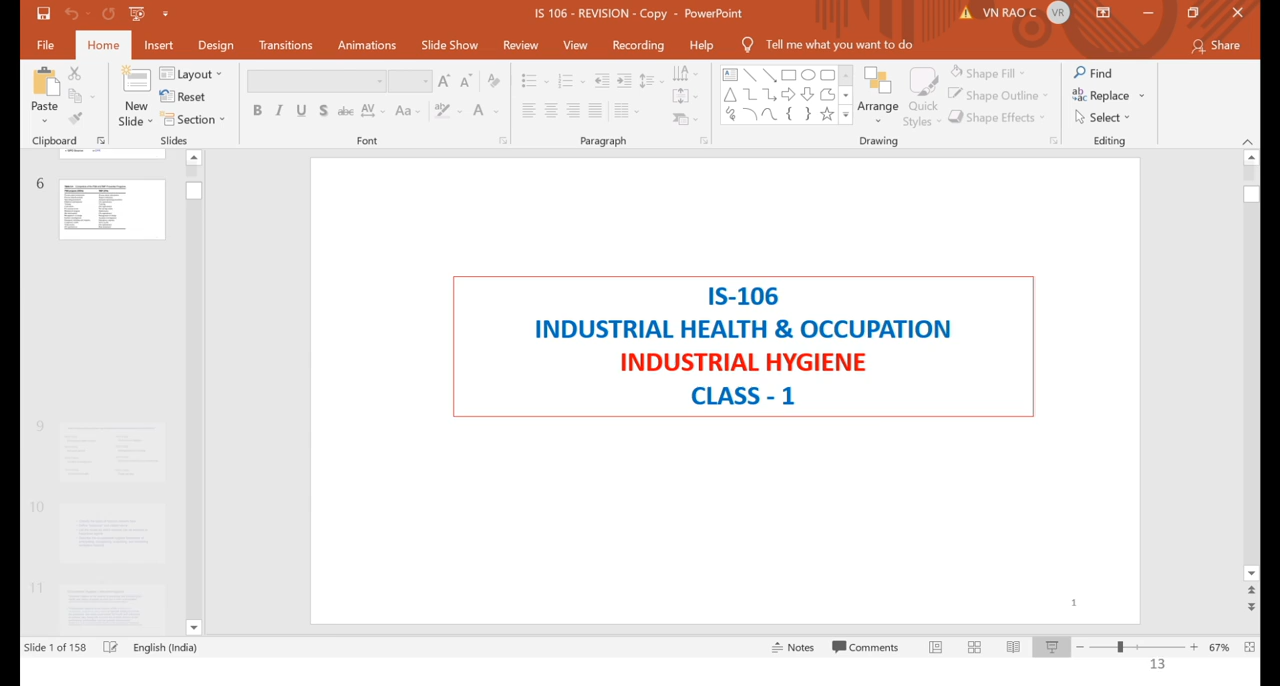 IS 106 - REVISION - Copy - PowerPoint
VN RAO C
VR
File Home Insert Design Transitions Animations Slide Show Review View Recording Help Tell me what you want to do Share
Paste
New Slide
Layout
Reset
Section
Arrange
Quick Styles
Shape Fill
Shape Outline
Shape Effects
Find
Replace
Select
Clipboard Slides Font Paragraph Drawing Editing
6
9
10
11
IS-106
INDUSTRIAL HEALTH & OCCUPATION
INDUSTRIAL HYGIENE
CLASS - 1
1
Slide 1 of 158 English (India) Notes Comments 67%
13